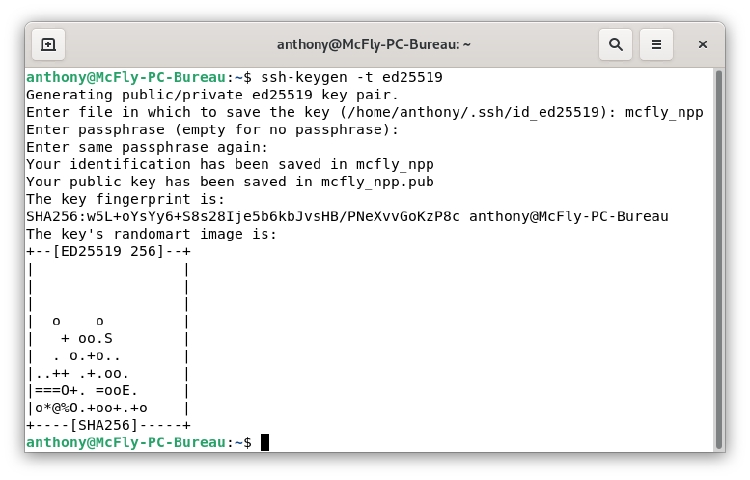 anthony@McFly-PC-Bureau: ~
anthony@McFly-PC-Bureau:~$ ssh-keygen -t ed25519
Generating public/private ed25519 key pair.
Enter file in which to save the key (/home/anthony/.ssh/id_ed25519): mcfly_npp
Enter passphrase (empty for no passphrase):
Enter same passphrase again:
Your identification has been saved in mcfly_npp
Your public key has been saved in mcfly_npp.pub
The key fingerprint is:
SHA256:w5L+oYsYy6+S8s28Ije5b6kbJvsHB/PNeXvvGoKzP8c anthony@McFly-PC-Bureau
The key's randomart image is:
+--[ED25519 256]--+
|                 |
|                 |
|                 |
|  o    o         |
|   + oo.S        |
|  . o.+o..       |
|..++ .+.oo.      |
|===O+. =ooE.     |
|o*@%O.+oo+.+o    |
+----[SHA256]-----+
anthony@McFly-PC-Bureau:~$